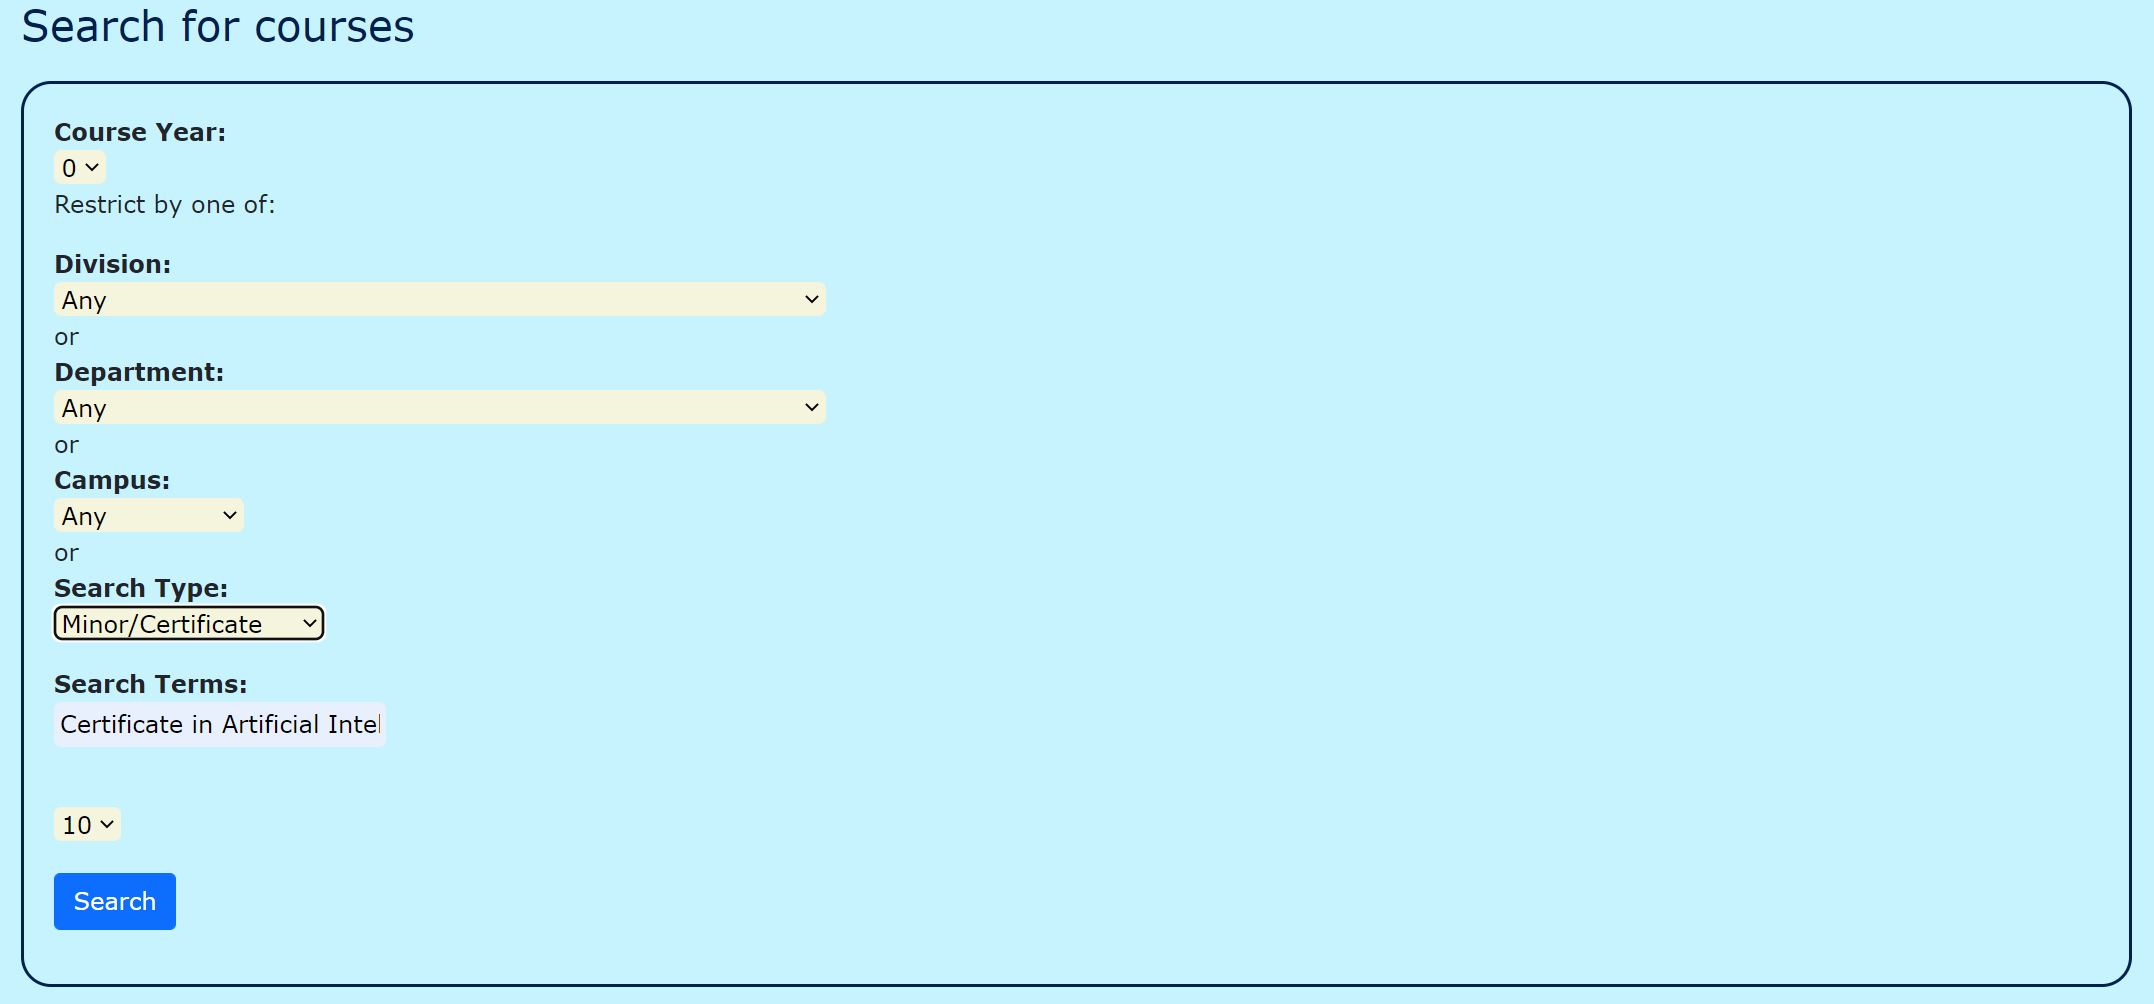 Search for courses
Course Year:
0
Restrict by one of:
Division:
Any
or
Department:
Any
or
Campus:
Any
or
Search Type:
Minor/Certificate
Search Terms:
Certificate in Artificial Intel
10
Search